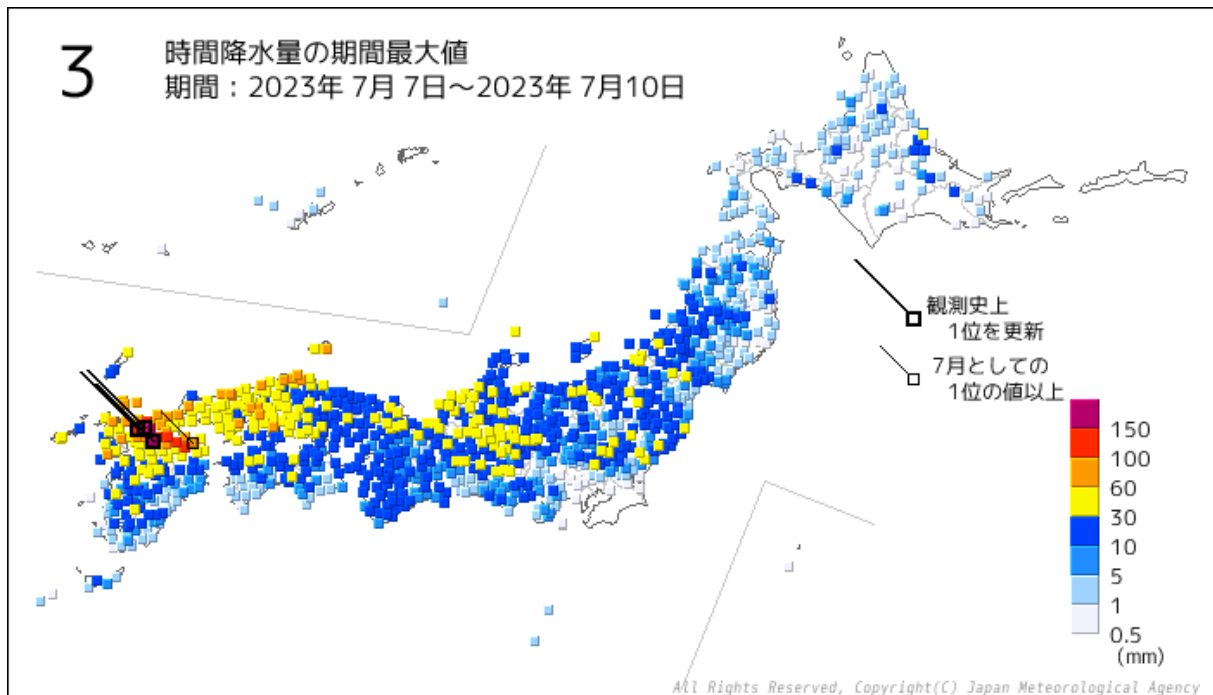 3
時間降水量の期間最大値
期間：2023年 7月 7日～2023年 7月10日
観測史上
1位を更新
7月としての
1位の値以上
150
100
60
30
10
5
1
0.5
(mm)
All Rights Reserved, Copyright(C) Japan Meteorological Agency